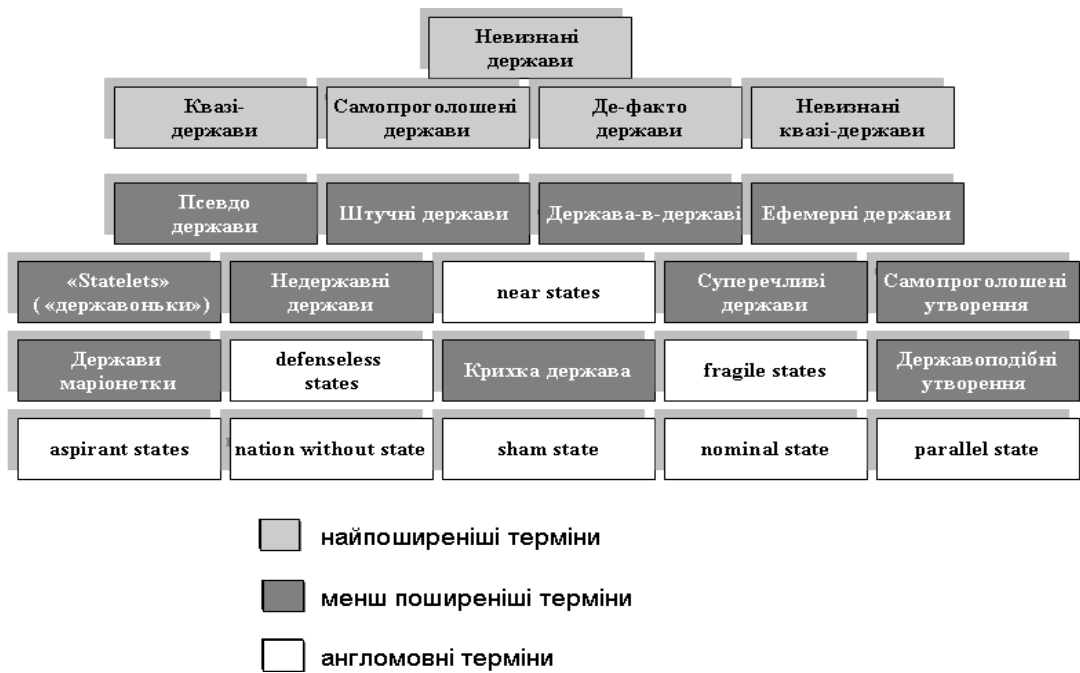 Невизнані
держави
Квазі-
держави
Самопроголошені
держави
Де-факто
держави
Невизнані
квазі-держави
Псевдо
держави
Штучні держави
Держава-в-державі
Ефемерні держави
«Statelets»
(«державоньки»)
Недержавні
держави
near states
Суперечливі
держави
Самопроголошені
утворення
Держави
маріонетки
defenseless
states
Крихка держава
fragile states
Державоподібні
утворення
aspirant states
nation without state
sham state
nominal state
parallel state
найпоширеніші терміни
менш поширеніші терміни
англомовні терміни